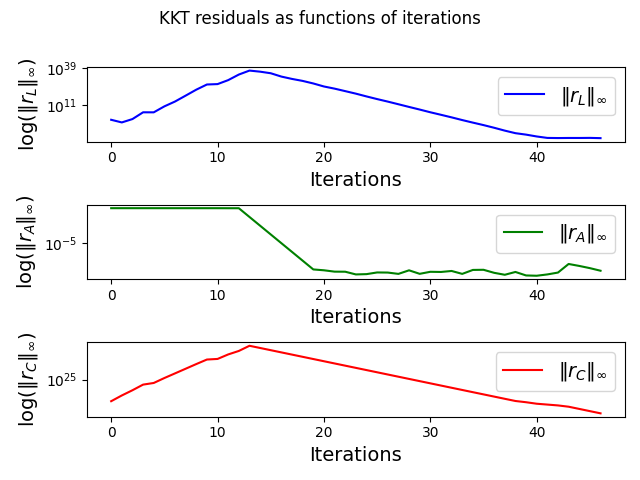 KKT residuals as functions of iterations
log(‖r_L‖_∞)
10^39
10^11
‖r_L‖_∞
0 10 20 30 40
Iterations
log(‖r_A‖_∞)
10^−5
‖r_A‖_∞
0 10 20 30 40
Iterations
log(‖r_C‖_∞)
10^25
‖r_C‖_∞
0 10 20 30 40
Iterations